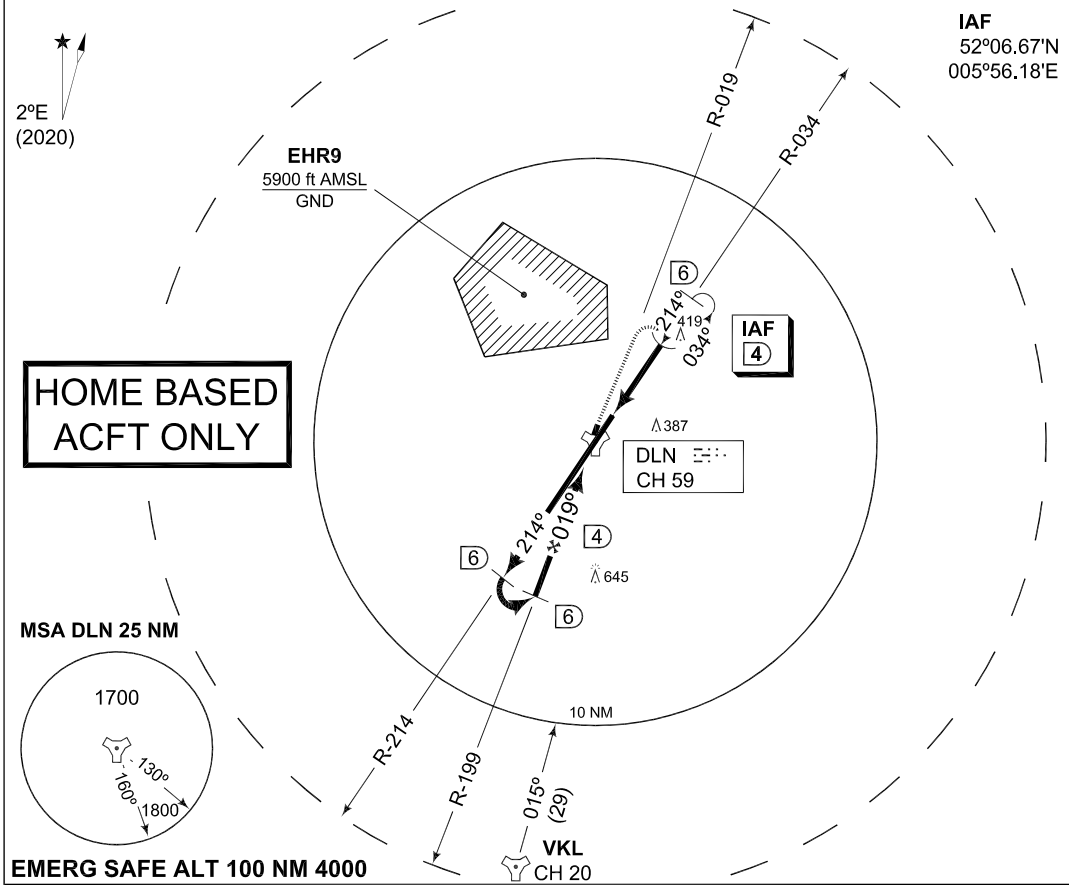 IAF
52º06.67'N
005º56.18'E
2ºE
(2020)
R-019
R-034
EHR9
5900 ft AMSL
GND
6
214º
419
034º
IAF
4
HOME BASED
ACFT ONLY
387
DLN
CH 59
019º
214º
4
6
645
6
MSA DLN 25 NM
1700
130º
160º
1800
10 NM
R-214
R-199
015º
(29)
VKL
CH 20
EMERG SAFE ALT 100 NM 4000